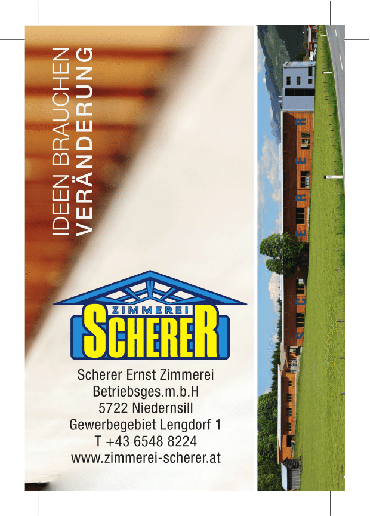 IDEEN BRAUCHEN
VERÄNDERUNG
ZIMMEREI
SCHERER
Scherer Ernst Zimmerei
Betriebsges.m.b.H
5722 Niedernsill
Gewerbegebiet Lengdorf 1
T +43 6548 8224
www.zimmerei-scherer.at